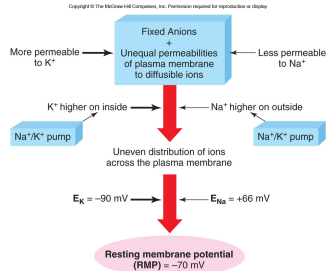 Copyright © The McGraw-Hill Companies, Inc. Permission required for reproduction or display
Fixed Anions
+
Unequal permeabilities
of plasma membrane
to diffusible ions
More permeable
to K⁺
Less permeable
to Na⁺
K⁺ higher on inside
Na⁺ higher on outside
Na⁺/K⁺ pump
Na⁺/K⁺ pump
Uneven distribution of ions
across the plasma membrane
E_K = –90 mV
E_Na = +66 mV
Resting membrane potential
(RMP) = –70 mV